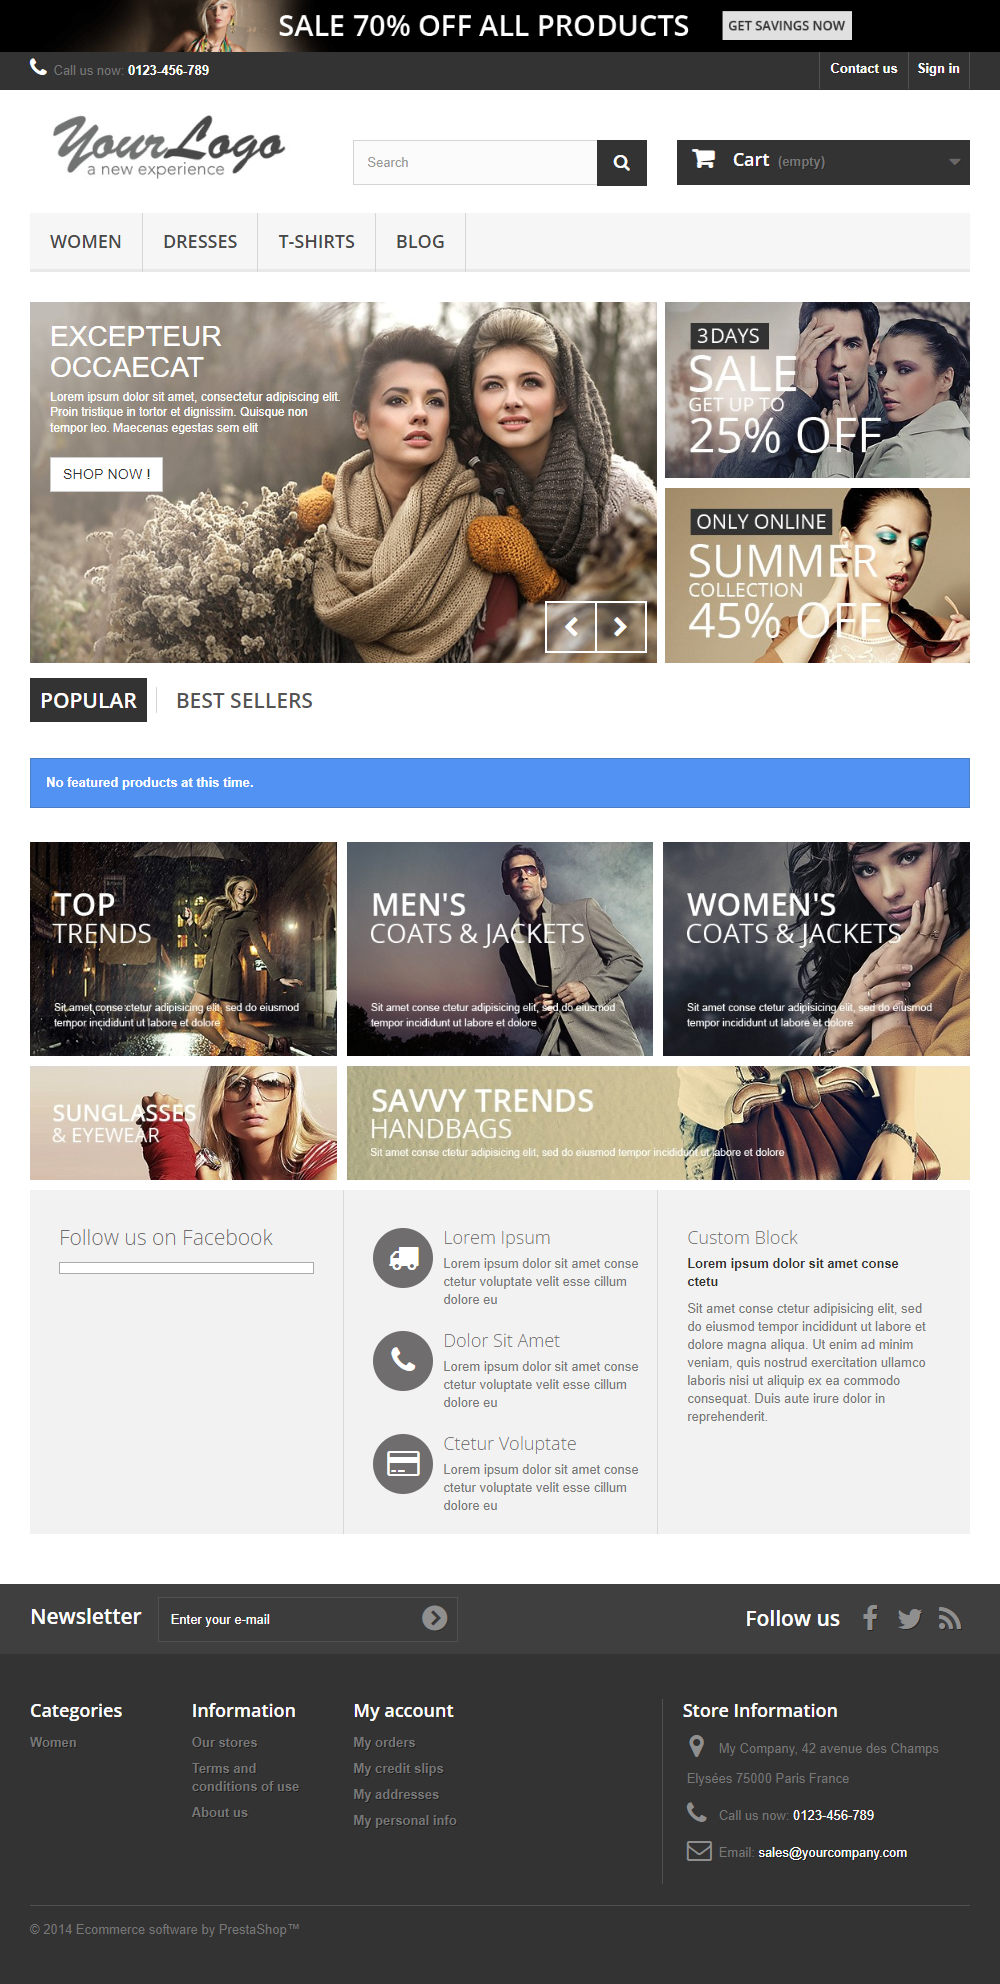 SALE 70% OFF ALL PRODUCTS GET SAVINGS NOW
Call us now: 0123-456-789 Contact us Sign in
YourLogo
a new experience
Search
Cart (empty)
WOMEN DRESSES T-SHIRTS BLOG
EXCEPTEUR
OCCAECAT
Lorem ipsum dolor sit amet, consectetur adipiscing elit.
Proin tristique in tortor et dignissim. Quisque non
tempor leo. Maecenas egestas sem elit
SHOP NOW !
3DAYS
SALE
GET UP TO
25% OFF
ONLY ONLINE
SUMMER
COLLECTION
45% OFF
POPULAR BEST SELLERS
No featured products at this time.
TOP
TRENDS
Sit amet conse ctetur adipisicing elit, sed do eiusmod
tempor incididunt ut labore et dolore
MEN'S
COATS & JACKETS
Sit amet conse ctetur adipisicing elit, sed do eiusmod
tempor incididunt ut labore et dolore
WOMEN'S
COATS & JACKETS
Sit amet conse ctetur adipisicing elit, sed do eiusmod
tempor incididunt ut labore et dolore
SUNGLASSES
& EYEWEAR
SAVVY TRENDS
HANDBAGS
Sit amet conse ctetur adipisicing elit, sed do eiusmod tempor incididunt ut labore et dolore
Follow us on Facebook
Lorem Ipsum
Lorem ipsum dolor sit amet conse
ctetur voluptate velit esse cillum
dolore eu
Dolor Sit Amet
Lorem ipsum dolor sit amet conse
ctetur voluptate velit esse cillum
dolore eu
Ctetur Voluptate
Lorem ipsum dolor sit amet conse
ctetur voluptate velit esse cillum
dolore eu
Custom Block
Lorem ipsum dolor sit amet conse
ctetu
Sit amet conse ctetur adipisicing elit, sed
do eiusmod tempor incididunt ut labore et
dolore magna aliqua. Ut enim ad minim
veniam, quis nostrud exercitation ullamco
laboris nisi ut aliquip ex ea commodo
consequat. Duis aute irure dolor in
reprehenderit.
Newsletter
Enter your e-mail
Follow us
Categories
Women
Information
Our stores
Terms and
conditions of use
About us
My account
My orders
My credit slips
My addresses
My personal info
Store Information
My Company, 42 avenue des Champs
Elysées 75000 Paris France
Call us now: 0123-456-789
Email: sales@yourcompany.com
© 2014 Ecommerce software by PrestaShop™